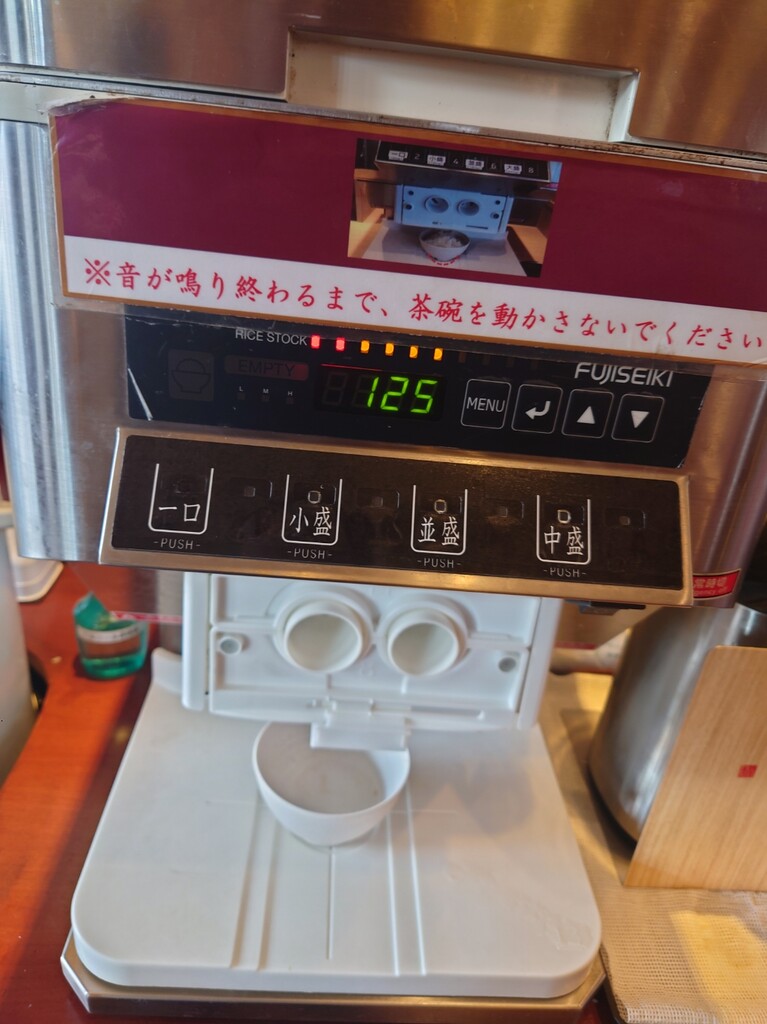 ※音が鳴り終わるまで、茶碗を動かさないでください
RICE STOCK
EMPTY
L M H
125
FUJISEIKI
MENU
一口 小盛 並盛 中盛
-PUSH- -PUSH- -PUSH- -PUSH-